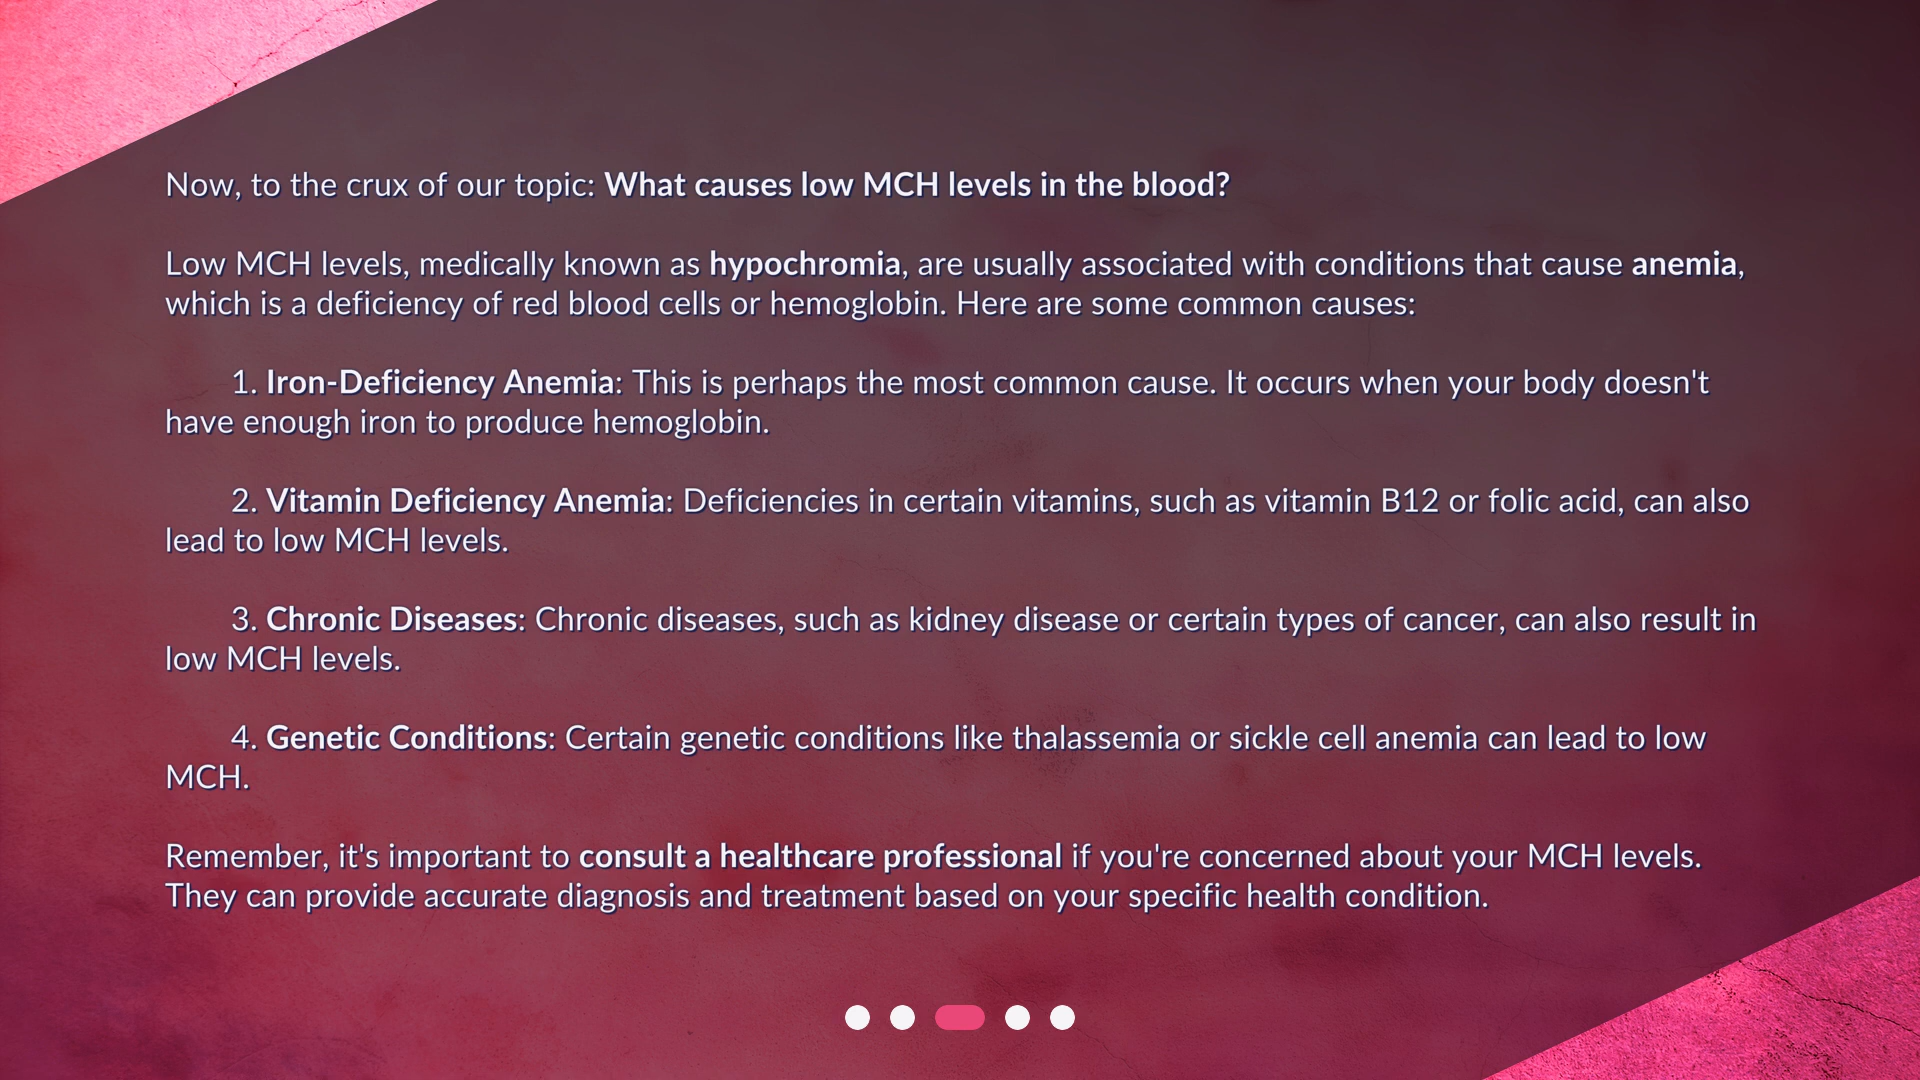 Now, to the crux of our topic: What causes low MCH levels in the blood?
Low MCH levels, medically known as hypochromia, are usually associated with conditions that cause anemia,
which is a deficiency of red blood cells or hemoglobin. Here are some common causes:
1. Iron-Deficiency Anemia: This is perhaps the most common cause. It occurs when your body doesn't
have enough iron to produce hemoglobin.
2. Vitamin Deficiency Anemia: Deficiencies in certain vitamins, such as vitamin B12 or folic acid, can also
lead to low MCH levels.
3. Chronic Diseases: Chronic diseases, such as kidney disease or certain types of cancer, can also result in
low MCH levels.
4. Genetic Conditions: Certain genetic conditions like thalassemia or sickle cell anemia can lead to low
MCH.
Remember, it's important to consult a healthcare professional if you're concerned about your MCH levels.
They can provide accurate diagnosis and treatment based on your specific health condition.